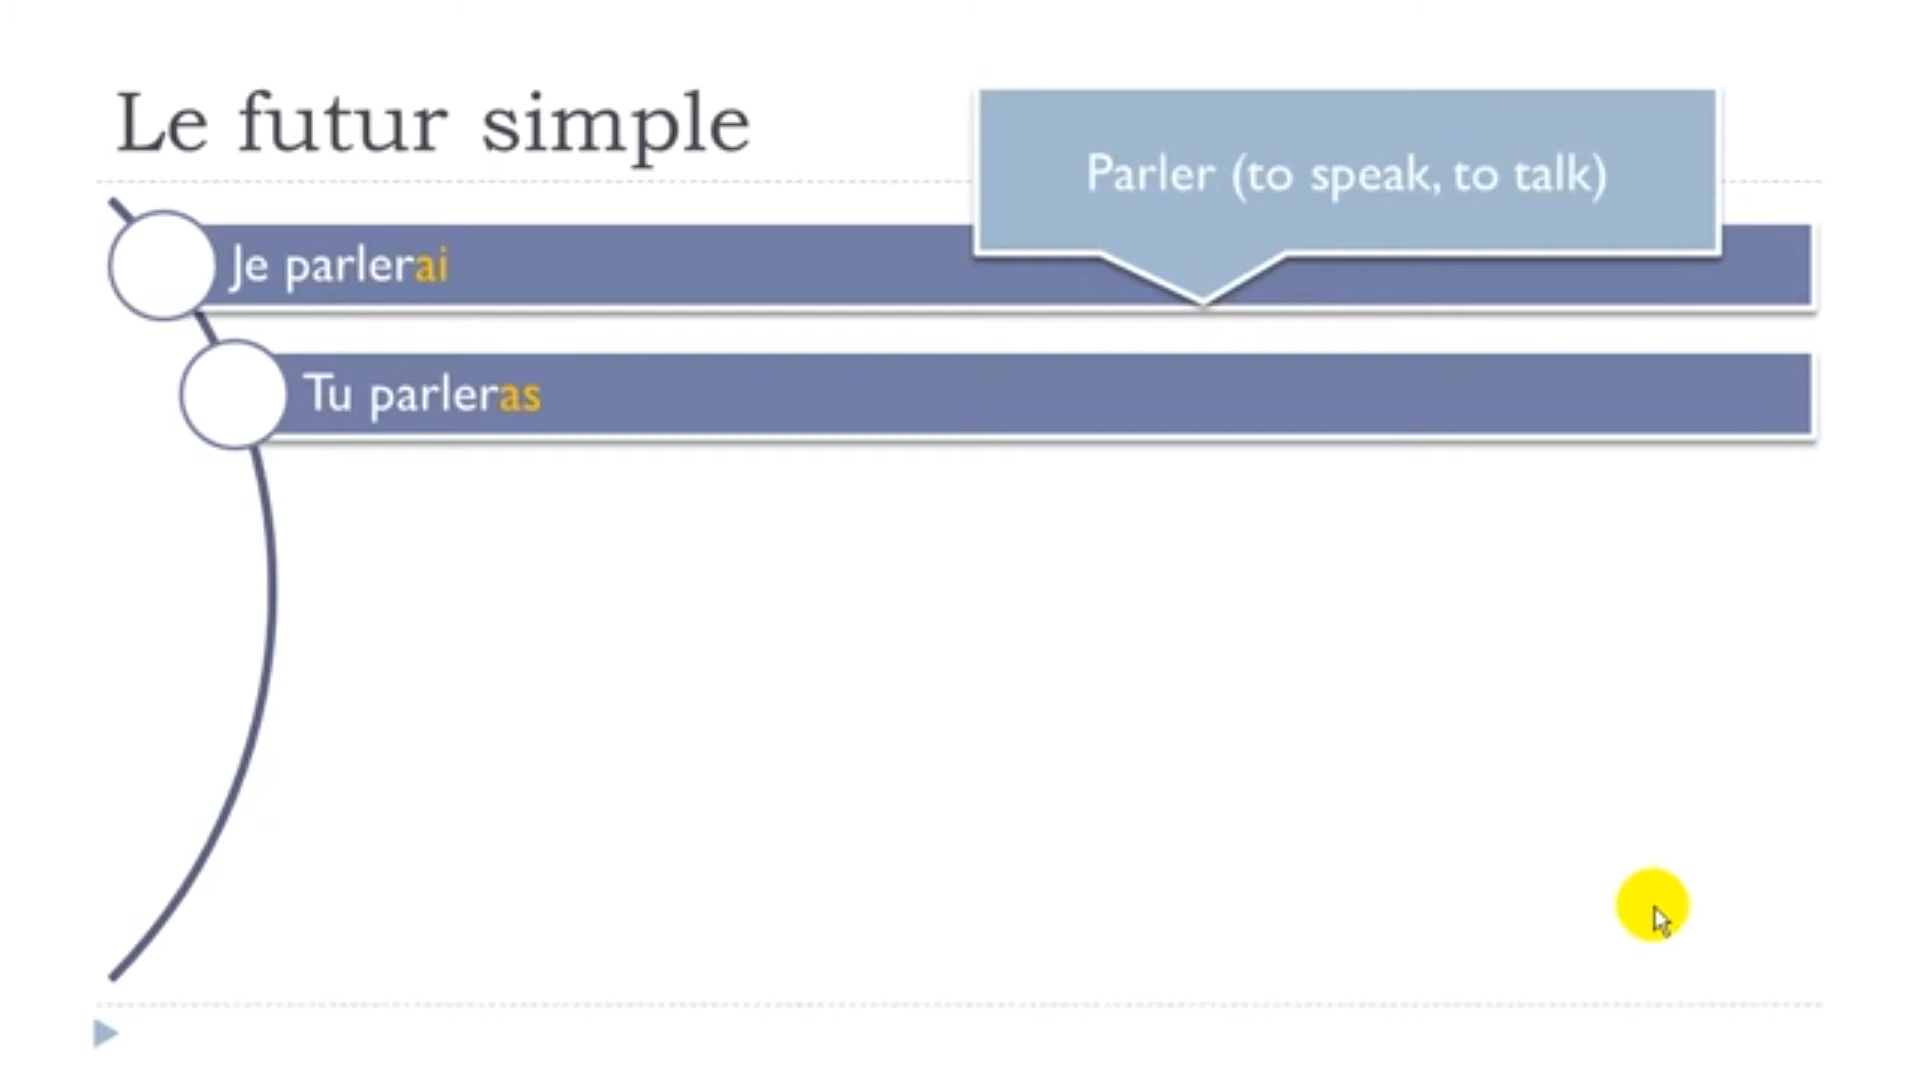 Le futur simple
Parler (to speak, to talk)
Je parlerai
Tu parleras